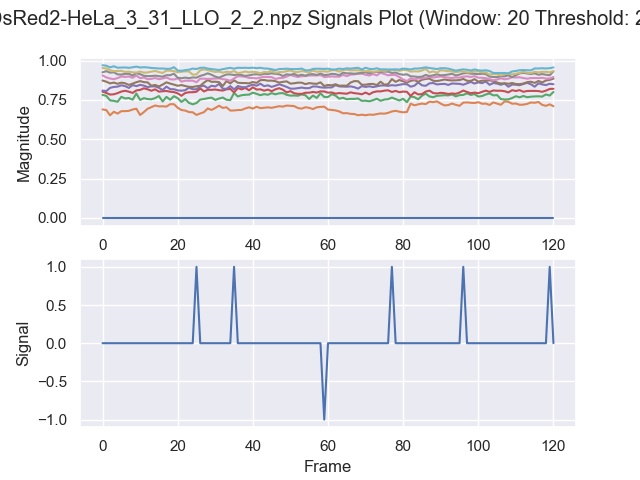 sRed2-HeLa_3_31_LLO_2_2.npz Signals Plot (Window: 20 Threshold:
1.00
0.75
0.50
0.25
0.00
Magnitude
0 20 40 60 80 100 120
1.0
0.5
0.0
−0.5
−1.0
Signal
0 20 40 60 80 100 120
Frame